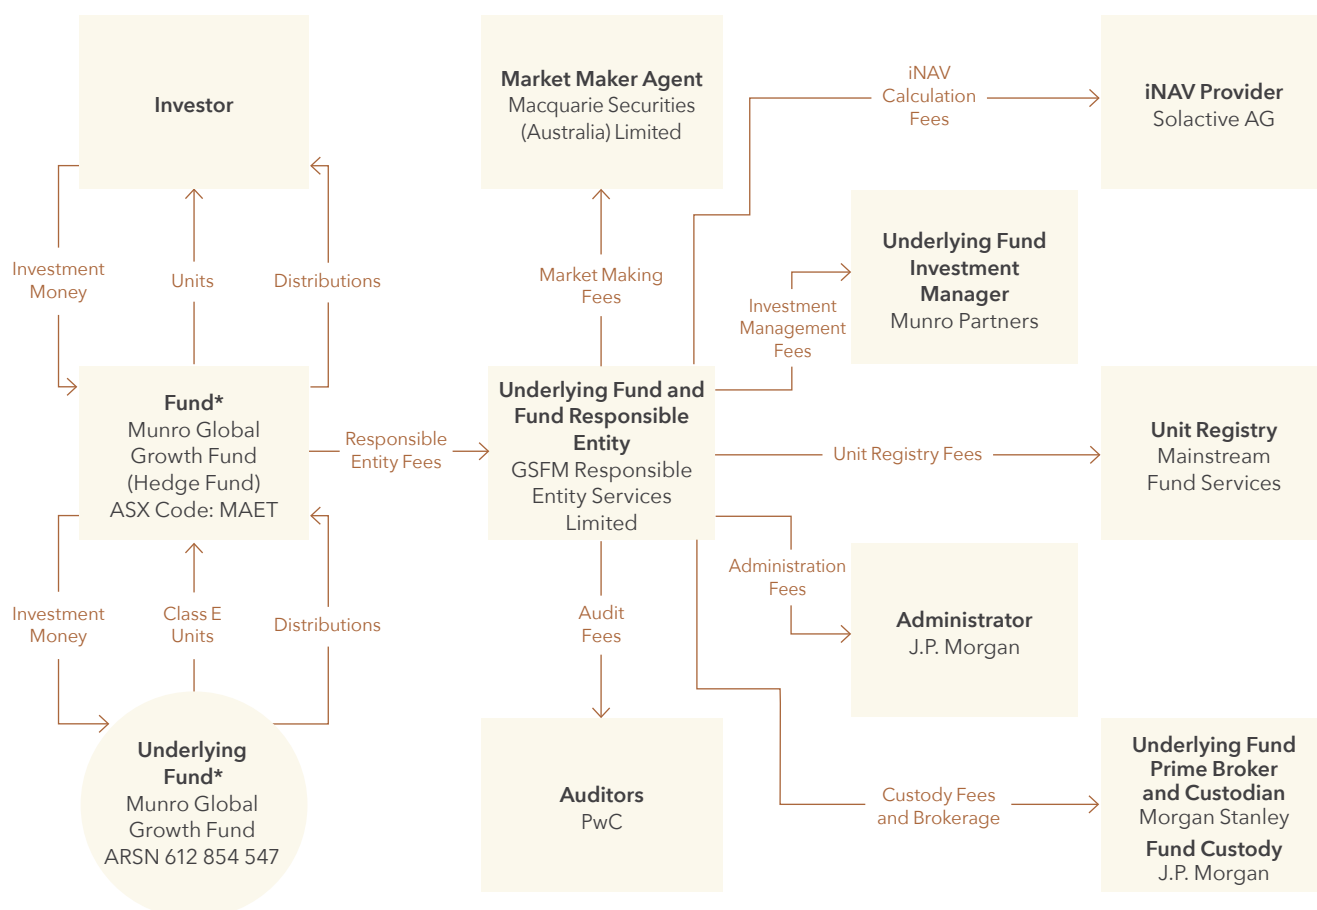 Investor
Investment
Money
Units
Distributions
Fund*
Munro Global
Growth Fund
(Hedge Fund)
ASX Code: MAET
Investment
Money
Class E
Units
Distributions
Underlying
Fund*
Munro Global
Growth Fund
ARSN 612 854 547
Responsible
Entity Fees
Market Maker Agent
Macquarie Securities
(Australia) Limited
Market Making
Fees
Underlying Fund and
Fund Responsible
Entity
GSFM Responsible
Entity Services
Limited
Audit
Fees
Auditors
PwC
iNAV
Calculation
Fees
iNAV Provider
Solactive AG
Investment
Management
Fees
Underlying Fund
Investment
Manager
Munro Partners
Unit Registry Fees
Unit Registry
Mainstream
Fund Services
Administration
Fees
Administrator
J.P. Morgan
Custody Fees
and Brokerage
Underlying Fund
Prime Broker
and Custodian
Morgan Stanley
Fund Custody
J.P. Morgan